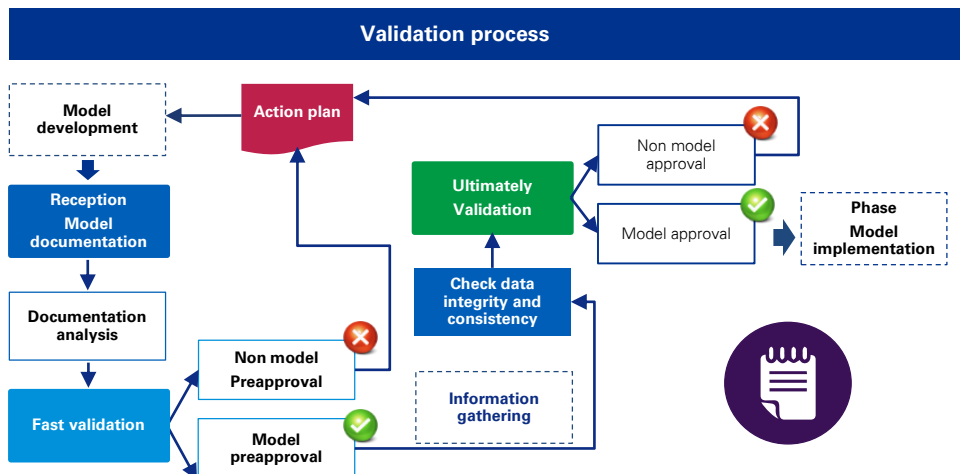 Validation process
Model
development
Action plan
Non model
approval
Reception
Model
documentation
Ultimately
Validation
Model approval
Phase
Model
implementation
Check data
integrity and
consistency
Documentation
analysis
Non model
Preapproval
Information
gathering
Fast validation
Model
preapproval